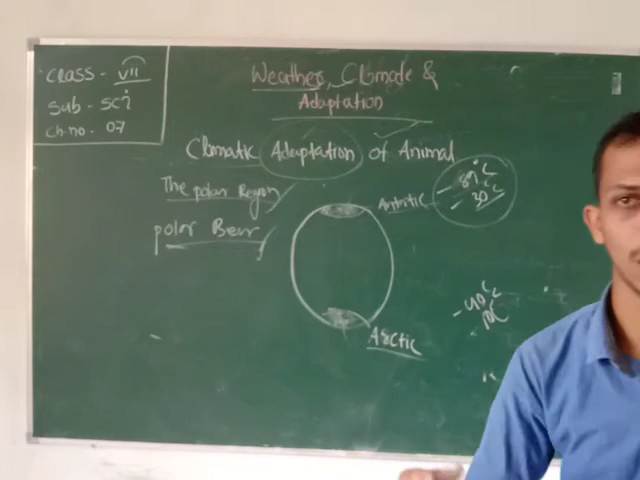 Class - VII
Sub - Sci
Ch.no. 07
Weather, Climate &
Adaptation
Climatic Adaptation of Animal
The polar Region
polar Bear
Antritic
Arctic